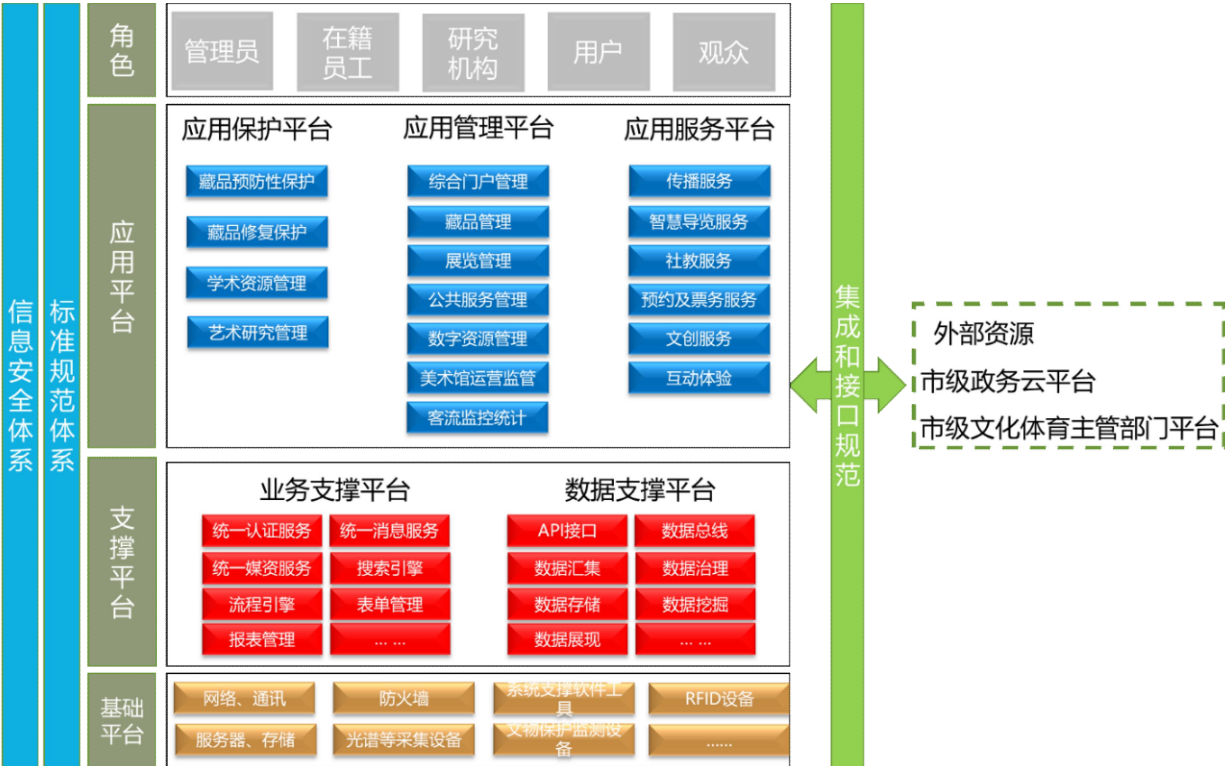 信息安全体系
标准规范体系
角色
管理员
在籍
员工
研究
机构
用户
观众
应用平台
应用保护平台
藏品预防性保护
藏品修复保护
学术资源管理
艺术研究管理
应用管理平台
综合门户管理
藏品管理
展览管理
公共服务管理
数字资源管理
美术馆运营监管
客流监控统计
应用服务平台
传播服务
智慧导览服务
社教服务
预约及票务服务
文创服务
互动体验
支撑平台
业务支撑平台
统一认证服务
统一消息服务
统一媒资服务
搜索引擎
流程引擎
表单管理
报表管理
... ...
数据支撑平台
API接口
数据总线
数据汇集
数据治理
数据存储
数据挖掘
数据展现
... ...
基础
平台
网络、通讯
防火墙
系统支撑软件工
具
RFID设备
服务器、存储
光谱等采集设备
文物保护监测设
备
......
集成和接口规范
外部资源
市级政务云平台
市级文化体育主管部门平台